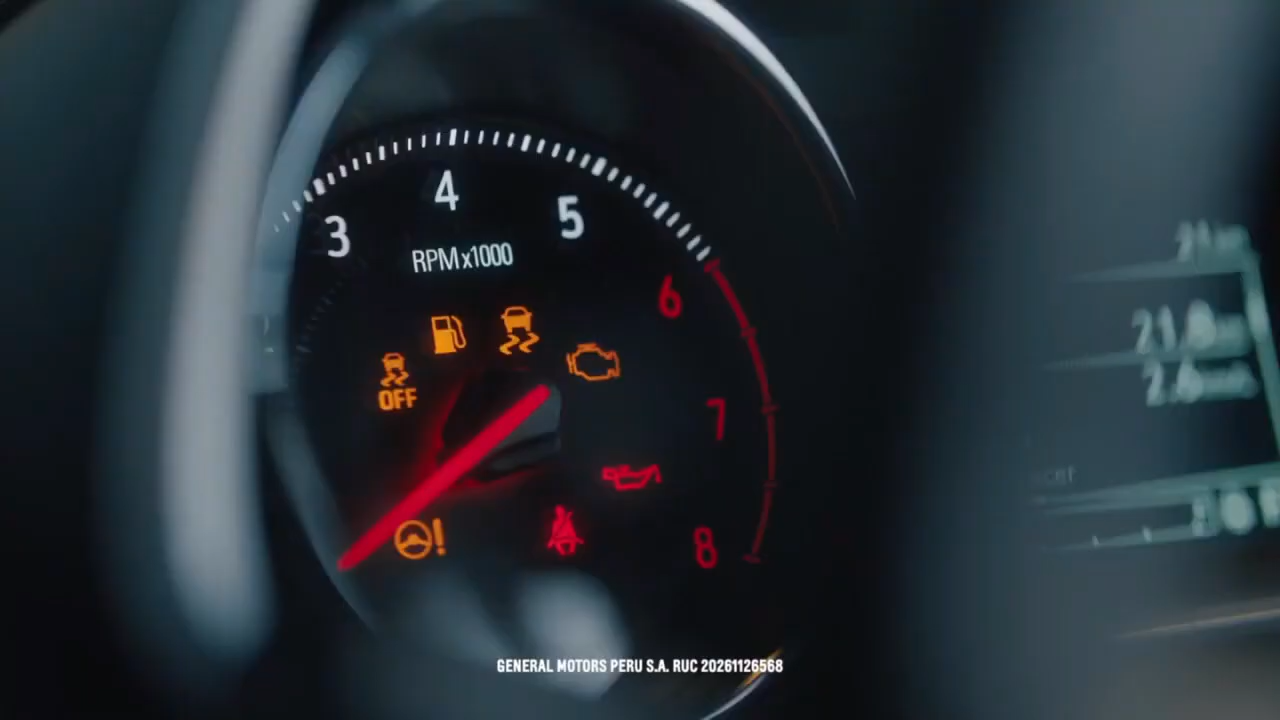 4
3
5
RPM x1000
6
OFF
7
8
GENERAL MOTORS PERU S.A. RUC 20261126568